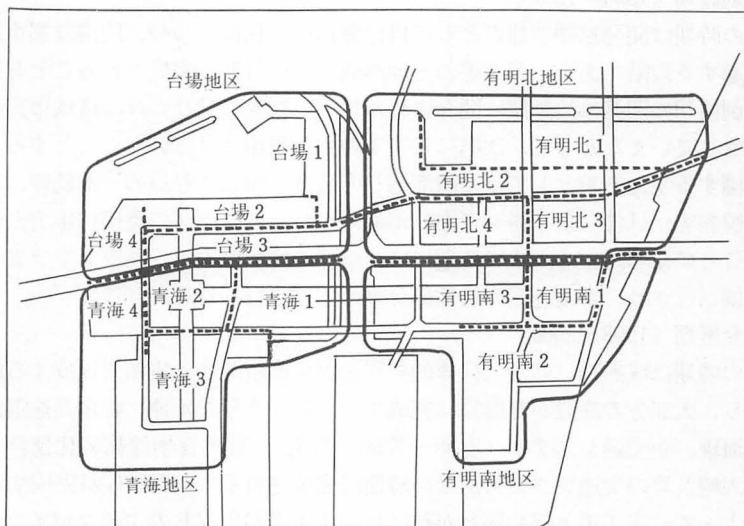 台場地区
有明北地区
台場 1
有明北 1
有明北 2
台場 2
有明北 3
有明北 4
台場 4
台場 3
青海 4
青海 2
青海 1
有明南 3
有明南 1
有明南 2
青海 3
青海地区
有明南地区